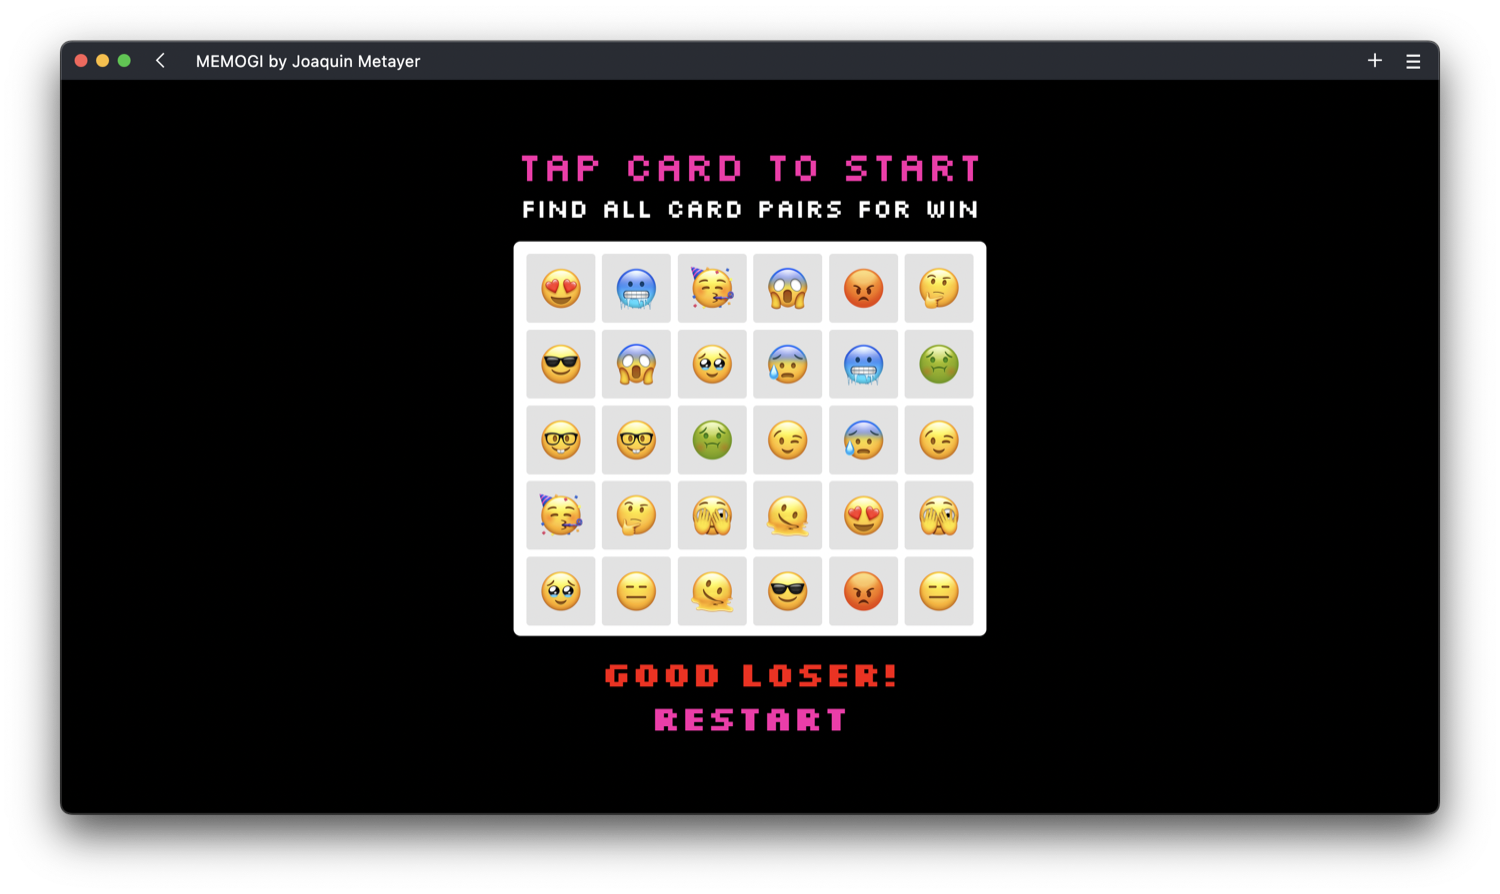 MEMOGI by Joaquin Metayer
TAP CARD TO START
FIND ALL CARD PAIRS FOR WIN
GOOD LOSER!
RESTART